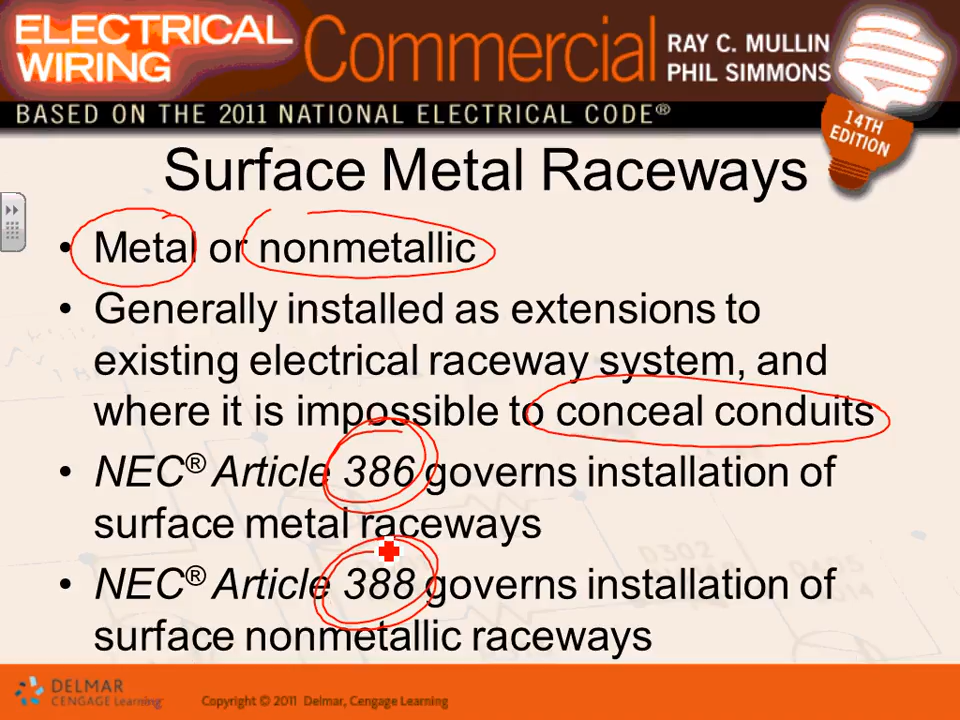 ELECTRICAL
WIRING
Commercial
RAY C. MULLIN
PHIL SIMMONS
BASED ON THE 2011 NATIONAL ELECTRICAL CODE®
14TH
EDITION
Surface Metal Raceways
• Metal or nonmetallic
• Generally installed as extensions to
existing electrical raceway system, and
where it is impossible to conceal conduits
• NEC® Article 386 governs installation of
surface metal raceways
• NEC® Article 388 governs installation of
surface nonmetallic raceways
D302
DELMAR
CENGAGE Learning
Copyright © 2011 Delmar, Cengage Learning